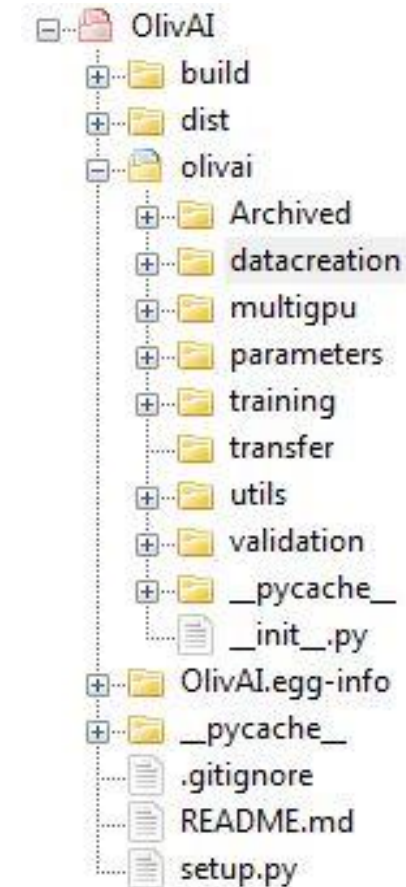 OlivAI
build
dist
olivai
Archived
datacreation
multigpu
parameters
training
transfer
utils
validation
__pycache__
__init__.py
OlivAI.egg-info
__pycache__
.gitignore
README.md
setup.py